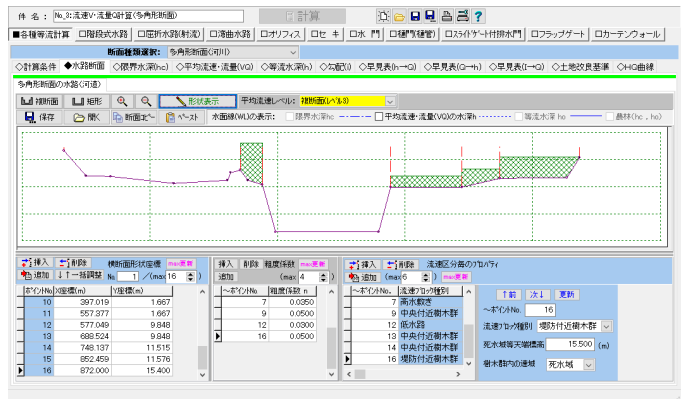 件 名： No_3:流速V･流量Q計算(多角形断面) 計算
■各種等流計算 □階段式水路 □屈折水路(射流) □湾曲水路 □オリフィス □セキ □水 門 □樋門(樋管) □スライドゲート付排水門 □フラップゲート □カーテンウォール
断面種類選択： 多角形断面(河川)
◇計算条件 ◆水路断面 ◇限界水深(hc) ◇平均流速･流量(VQ) ◇等流水深(h) ◇勾配(I) ◇早見表(h→Q) ◇早見表(Q→h) ◇早見表(I→Q) ◇土地改良基準 ◇HQ曲線
多角形断面の水路(河道)
複断面 矩形 形状表示 平均流速レベル： 複断面(レベル3)
保存 開く 断面コピー ペースト 水面線(WL)の表示： 限界水深hc 平均流速･流量(VQ)の水深h 等流水深 ho 農林(hc , ho)
挿入 削除 横断面形状座標 max更新
追加 ↓↑一括調整 No 1 ／(max 16 )
ポイントNo X座標(m) Y座標(m)
10 397.019 1.667
11 557.377 1.667
12 577.049 9.848
13 688.524 9.848
14 748.137 11.515
15 852.459 11.576
16 872.000 15.400
挿入 削除 粗度係数 max更新
追加 (max 4 )
～ポイントNo 粗度係数 n
7 0.0350
9 0.0500
12 0.0300
16 0.0500
挿入 削除 流速区分毎のプロパティ
追加 (max 6 ) max更新
～ポイントNo. 流速ブロック種別
7 高水敷き
9 中央付近樹木群
12 低水路
13 中央付近樹木群
14 中央付近樹木群
16 堤防付近樹木群
↑前 次↓ 更新
～ポイントNo. 16
流速ブロック種別 堤防付近樹木群
死水域等天端標高 15.500 (m)
樹木群内の速域 死水域